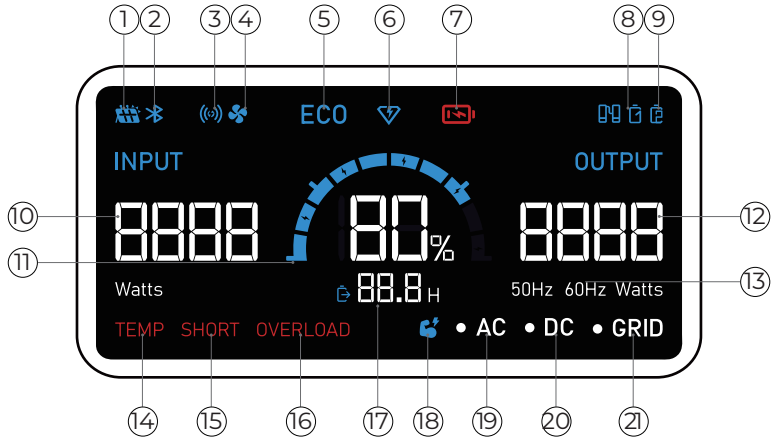 1 2 3 4 5 6 7 8 9
ECO
1 2
INPUT OUTPUT
10 8888 80% 8888 12
11 13
Watts 88.8 H 50Hz 60Hz Watts
TEMP SHORT OVERLOAD AC DC GRID
14 15 16 17 18 19 20 21